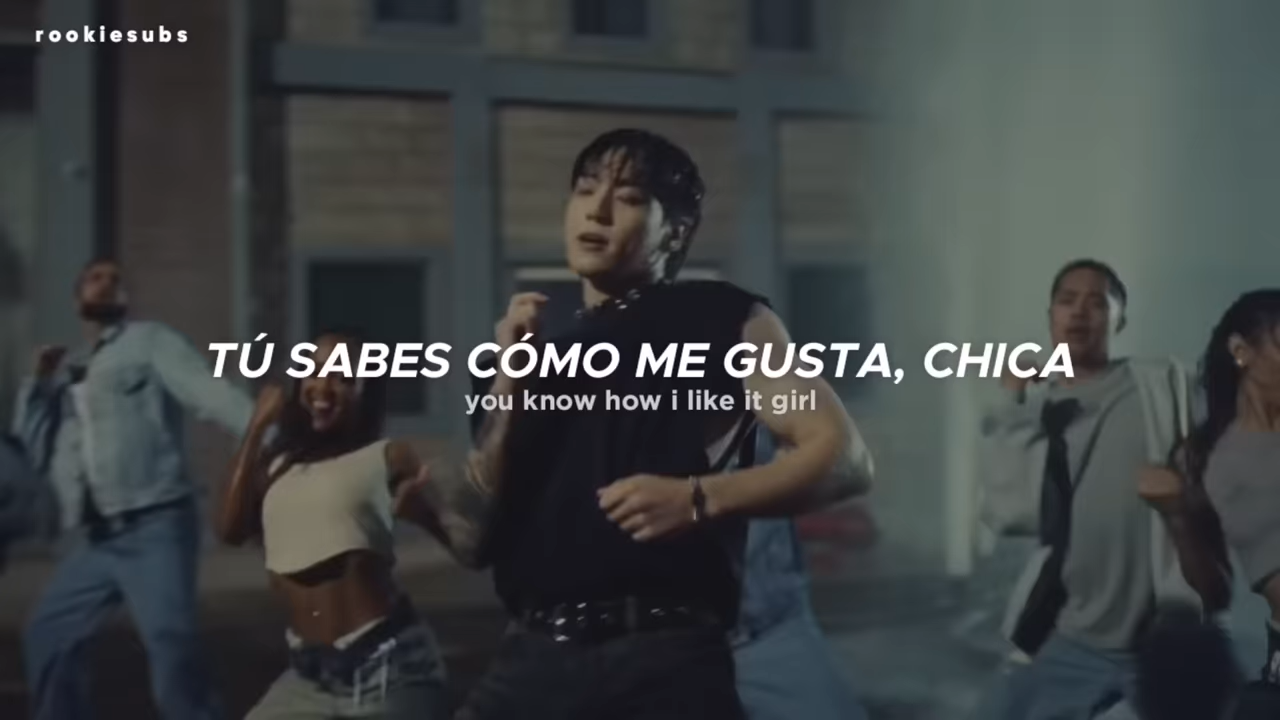 rookiesubs
TÚ SABES CÓMO ME GUSTA, CHICA
you know how i like it girl